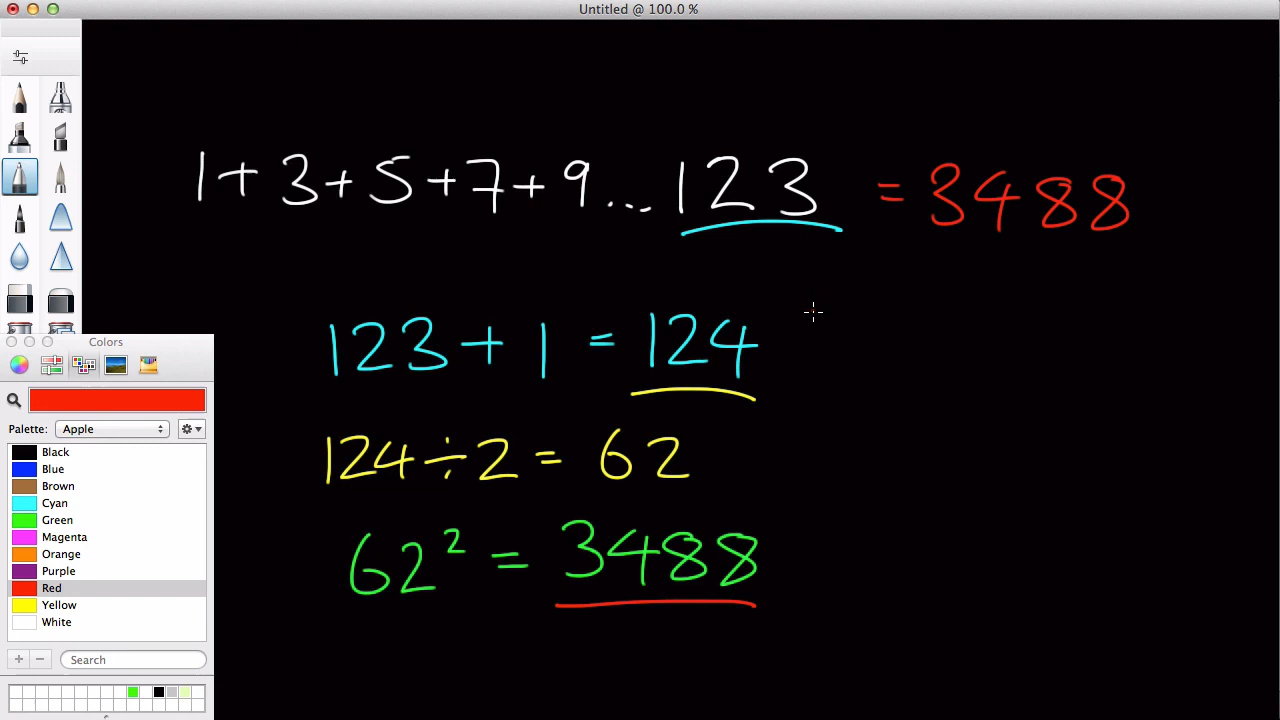 Untitled @ 100.0 %
1+3+5+7+9...123 =3488
123+1=124
Colors
Palette: Apple
124÷2=62
Black
Blue
Brown
Cyan
Green
Magenta
Orange
Purple
Red
Yellow
White
62²=3488
Search